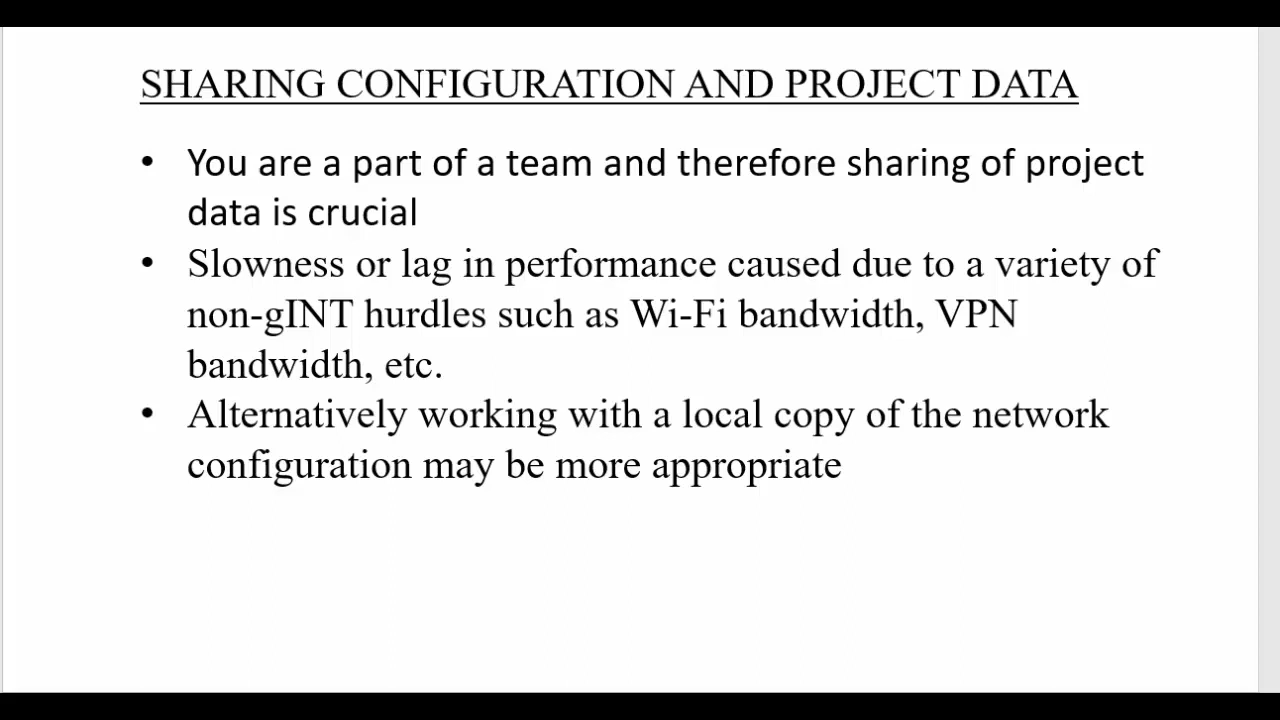 SHARING CONFIGURATION AND PROJECT DATA
• You are a part of a team and therefore sharing of project
data is crucial
• Slowness or lag in performance caused due to a variety of
non-gINT hurdles such as Wi-Fi bandwidth, VPN
bandwidth, etc.
• Alternatively working with a local copy of the network
configuration may be more appropriate